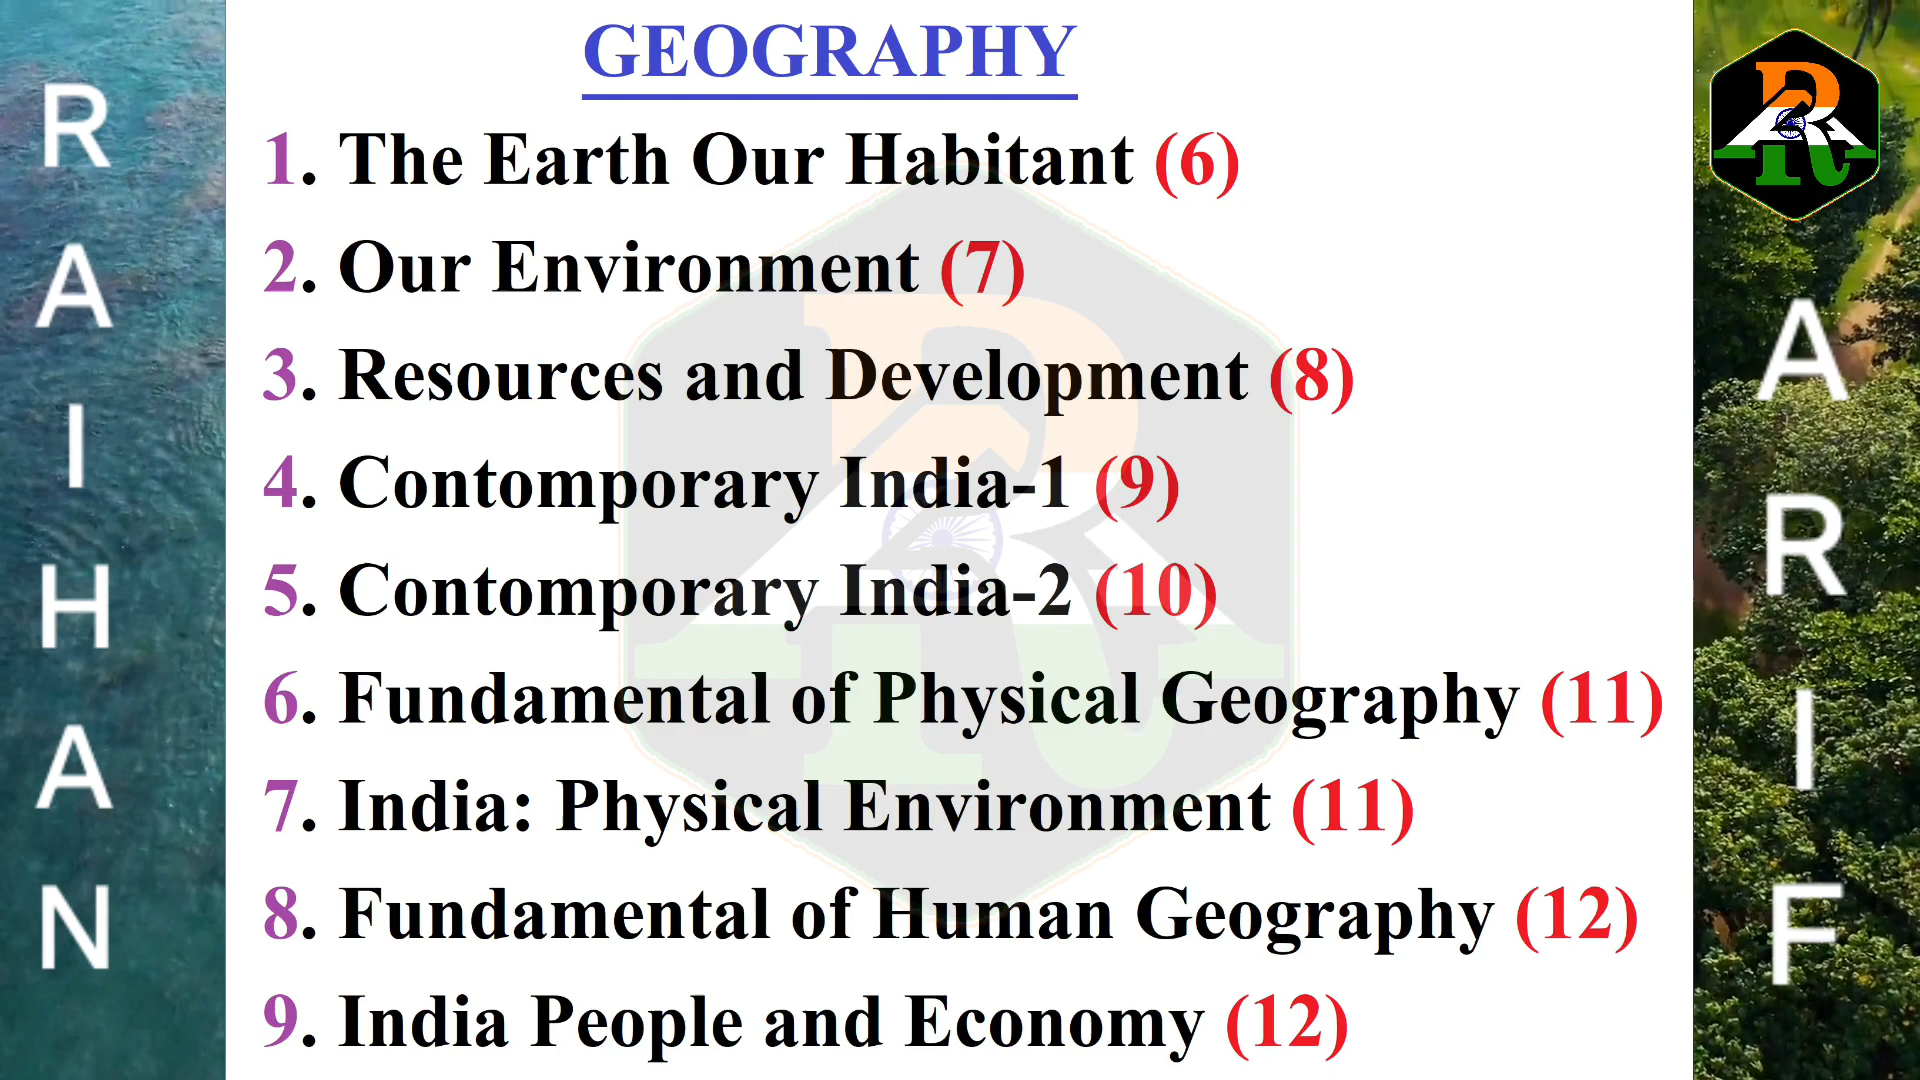 GEOGRAPHY
1. The Earth Our Habitant (6)
2. Our Environment (7)
3. Resources and Development (8)
4. Contomporary India-1 (9)
5. Contomporary India-2 (10)
6. Fundamental of Physical Geography (11)
7. India: Physical Environment (11)
8. Fundamental of Human Geography (12)
9. India People and Economy (12)
RAIHAN
ARIF
R